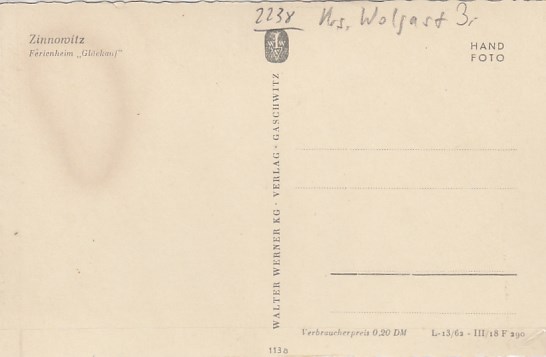 2238 Krs. Wolgast 3,-
Zinnowitz
Ferienheim „Glückauf"
HAND
FOTO
WALTER WERNER KG · VERLAG · GASCHWITZ
Verbraucherpreis 0,20 DM
L-13/62 - III/18 F 290
113a